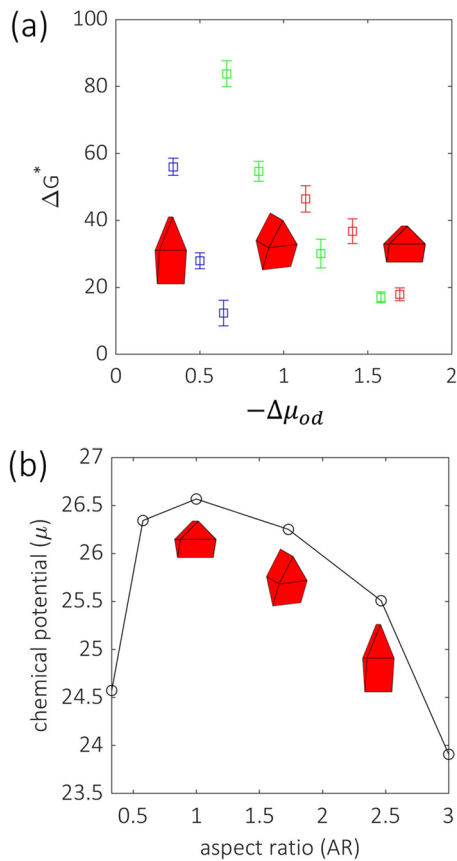 (a)
100
80
60
40
20
0
ΔG*
0 0.5 1 1.5 2
−Δμod
(b)
27
26.5
26
25.5
25
24.5
24
23.5
chemical potential (μ)
0.5 1 1.5 2 2.5 3
aspect ratio (AR)